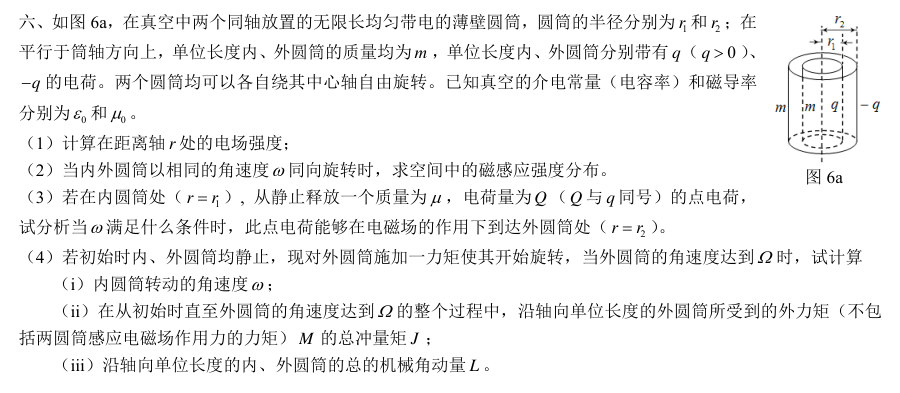 六、如图 6a，在真空中两个同轴放置的无限长均匀带电的薄壁圆筒，圆筒的半径分别为 r₁ 和 r₂；在
平行于筒轴方向上，单位长度内、外圆筒的质量均为 m，单位长度内、外圆筒分别带有 q（q>0）、
−q 的电荷。两个圆筒均可以各自绕其中心轴自由旋转。已知真空的介电常量（电容率）和磁导率
分别为 ε₀ 和 μ₀。
（1）计算在距离轴 r 处的电场强度；
（2）当内外圆筒以相同的角速度 ω 同向旋转时，求空间中的磁感应强度分布。
（3）若在内圆筒处（r = r₁），从静止释放一个质量为 μ，电荷量为 Q（Q 与 q 同号）的点电荷，
试分析当 ω 满足什么条件时，此点电荷能够在电磁场的作用下到达外圆筒处（r = r₂）。
（4）若初始时内、外圆筒均静止，现对外圆筒施加一力矩使其开始旋转，当外圆筒的角速度达到 Ω 时，试计算
（i）内圆筒转动的角速度 ω；
（ii）在从初始时直至外圆筒的角速度达到 Ω 的整个过程中，沿轴向单位长度的外圆筒所受到的外力矩（不包
括两圆筒感应电磁场作用力的力矩）M 的总冲量矩 J；
（iii）沿轴向单位长度的内、外圆筒的总的机械角动量 L。
r₂
r₁
m m q −q
图 6a